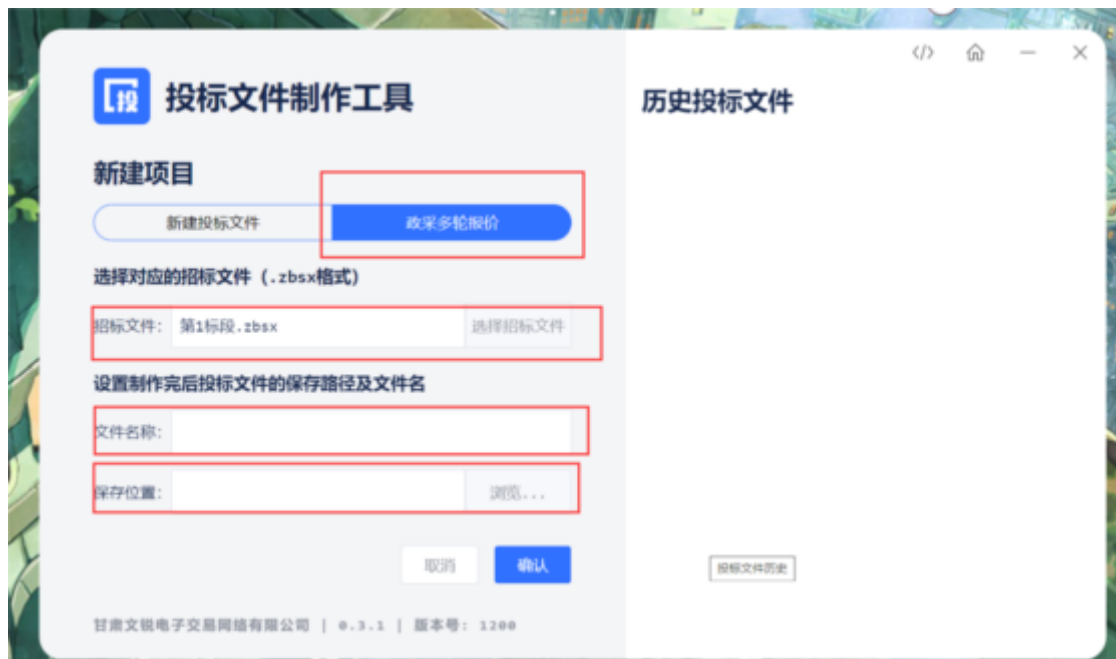 投标文件制作工具
新建项目
新建投标文件 政采多轮报价
选择对应的招标文件 (.zbsx格式)
招标文件: 第1标段.zbsx 选择招标文件
设置制作完后投标文件的保存路径及文件名
文件名称:
保存位置: 浏览...
取消 确认
甘肃文锐电子交易网络有限公司 | 0.3.1 | 版本号: 1200
历史投标文件
投标文件历史